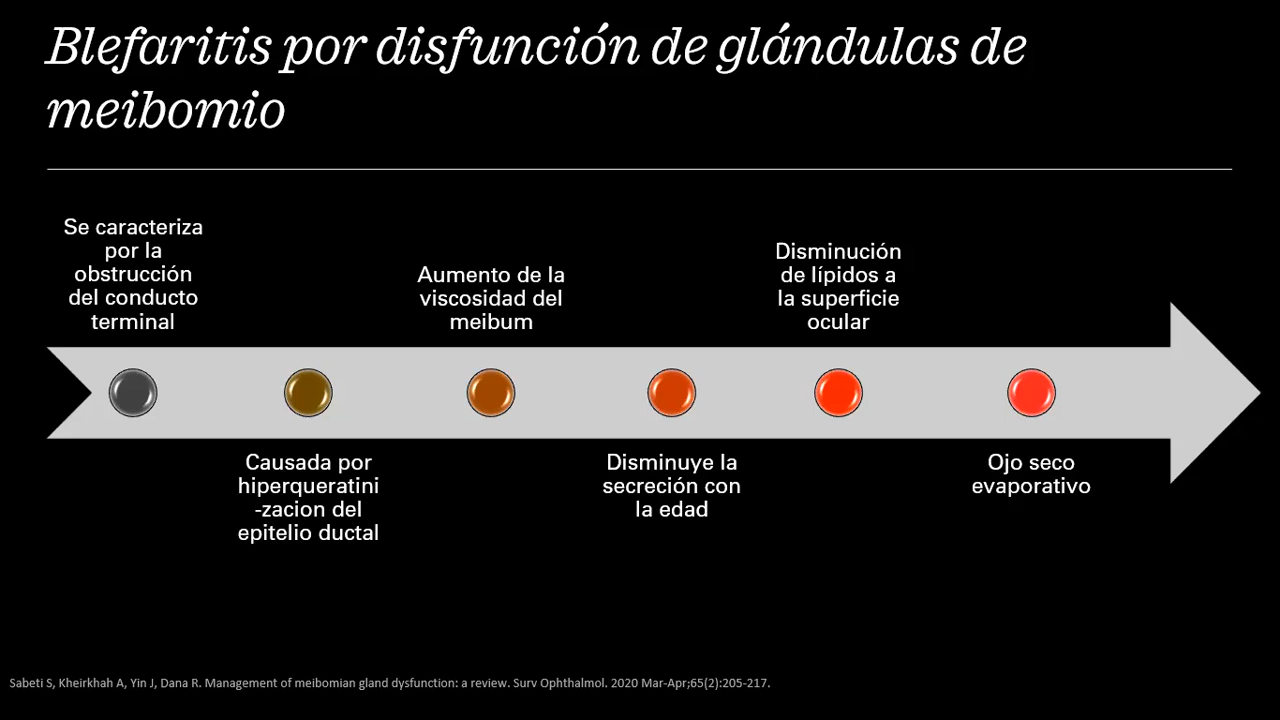 Blefaritis por disfunción de glándulas de
meibomio
Se caracteriza
por la
obstrucción
del conducto
terminal
Causada por
hiperqueratini
-zacion del
epitelio ductal
Aumento de la
viscosidad del
meibum
Disminuye la
secreción con
la edad
Disminución
de lípidos a
la superficie
ocular
Ojo seco
evaporativo
Sabeti S, Kheirkhah A, Yin J, Dana R. Management of meibomian gland dysfunction: a review. Surv Ophthalmol. 2020 Mar-Apr;65(2):205-217.